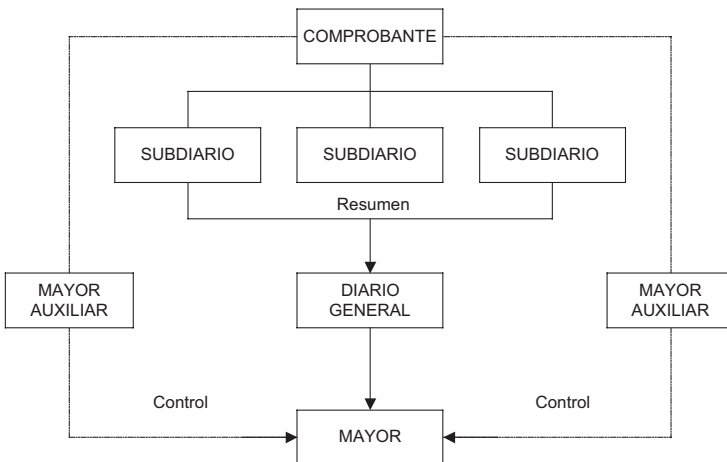 COMPROBANTE
SUBDIARIO
SUBDIARIO
SUBDIARIO
Resumen
MAYOR
AUXILIAR
DIARIO
GENERAL
MAYOR
AUXILIAR
Control
Control
MAYOR